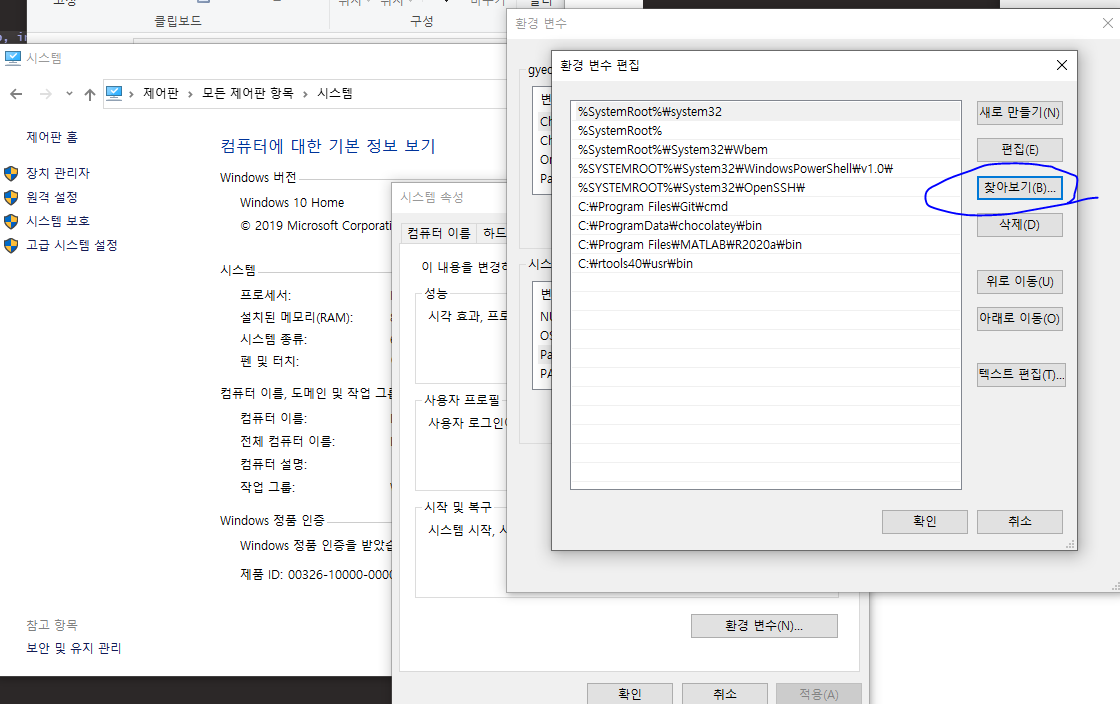 클립보드
구성
시스템
제어판 > 모든 제어판 항목 > 시스템
제어판 홈
장치 관리자
원격 설정
시스템 보호
고급 시스템 설정
컴퓨터에 대한 기본 정보 보기
Windows 버전
Windows 10 Home
© 2019 Microsoft Corporati
시스템
프로세서:
설치된 메모리(RAM):
시스템 종류:
펜 및 터치:
컴퓨터 이름, 도메인 및 작업 그
컴퓨터 이름:
전체 컴퓨터 이름:
컴퓨터 설명:
작업 그룹:
Windows 정품 인증
Windows 정품 인증을 받았습
제품 ID: 00326-10000-0000
참고 항목
보안 및 유지 관리
시스템 속성
컴퓨터 이름
하드
이 내용을 변경하
성능
시각 효과, 프로
사용자 프로필
사용자 로그인
시작 및 복구
시스템 시작, 시
환경 변수(N)...
확인
취소
적용(A)
환경 변수
gyeo
변
Ch
Ch
On
Pa
시스
변
NU
OS
Pa
PA
환경 변수 편집
%SystemRoot%₩system32
%SystemRoot%
%SystemRoot%₩System32₩Wbem
%SYSTEMROOT%₩System32₩WindowsPowerShell₩v1.0₩
%SYSTEMROOT%₩System32₩OpenSSH₩
C:₩Program Files₩Git₩cmd
C:₩ProgramData₩chocolatey₩bin
C:₩Program Files₩MATLAB₩R2020a₩bin
C:₩rtools40₩usr₩bin
새로 만들기(N)
편집(E)
찾아보기(B)...
삭제(D)
위로 이동(U)
아래로 이동(O)
텍스트 편집(T)...
확인
취소